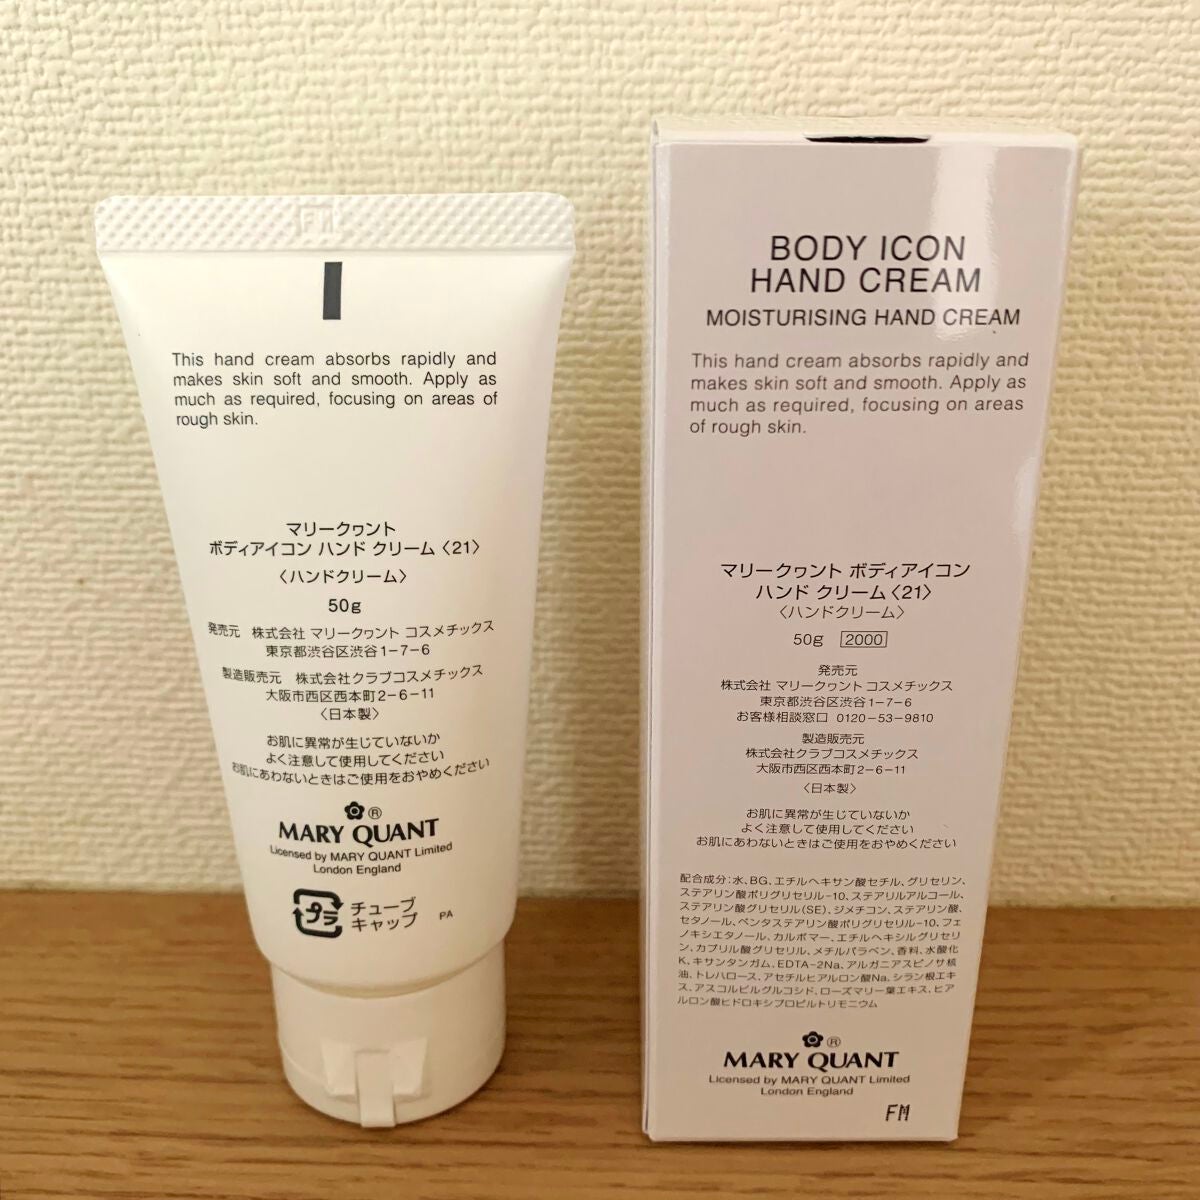 FM
This hand cream absorbs rapidly and
makes skin soft and smooth. Apply as
much as required, focusing on areas of
rough skin.
マリークヮント
ボディアイコン ハンド クリーム〈21〉
〈ハンドクリーム〉
50g
発売元 株式会社 マリークヮント コスメチックス
東京都渋谷区渋谷1-7-6
製造販売元 株式会社クラブコスメチックス
大阪市西区西本町2-6-11
〈日本製〉
お肌に異常が生じていないか
よく注意して使用してください
お肌にあわないときはご使用をおやめください
®
MARY QUANT
Licensed by MARY QUANT Limited
London England
プラ
チューブ
キャップ
PA
BODY ICON
HAND CREAM
MOISTURISING HAND CREAM
This hand cream absorbs rapidly and
makes skin soft and smooth. Apply as
much as required, focusing on areas
of rough skin.
マリークヮント ボディアイコン
ハンド クリーム〈21〉
〈ハンドクリーム〉
50g 2000
発売元
株式会社 マリークヮント コスメチックス
東京都渋谷区渋谷1-7-6
お客様相談窓口 0120-53-9810
製造販売元
株式会社クラブコスメチックス
大阪市西区西本町2-6-11
〈日本製〉
お肌に異常が生じていないか
よく注意して使用してください
お肌にあわないときはご使用をおやめください
配合成分:水、BG、エチルヘキサン酸セチル、グリセリン、
ステアリン酸ポリグリセリル-10、ステアリルアルコール、
ステアリン酸グリセリル(SE)、ジメチコン、ステアリン酸、
セタノール、ペンタステアリン酸ポリグリセリル-10、フェ
ノキシエタノール、カルボマー、エチルヘキシルグリセリ
ン、カプリル酸グリセリル、メチルパラベン、香料、水酸化
K、キサンタンガム、EDTA-2Na、アルガニアスピノサ核
油、トレハロース、アセチルヒアルロン酸Na、シラン根エキ
ス、アスコルビルグルコシド、ローズマリー葉エキス、ヒア
ルロン酸ヒドロキシプロピルトリモニウム
®
MARY QUANT
Licensed by MARY QUANT Limited
London England
FM